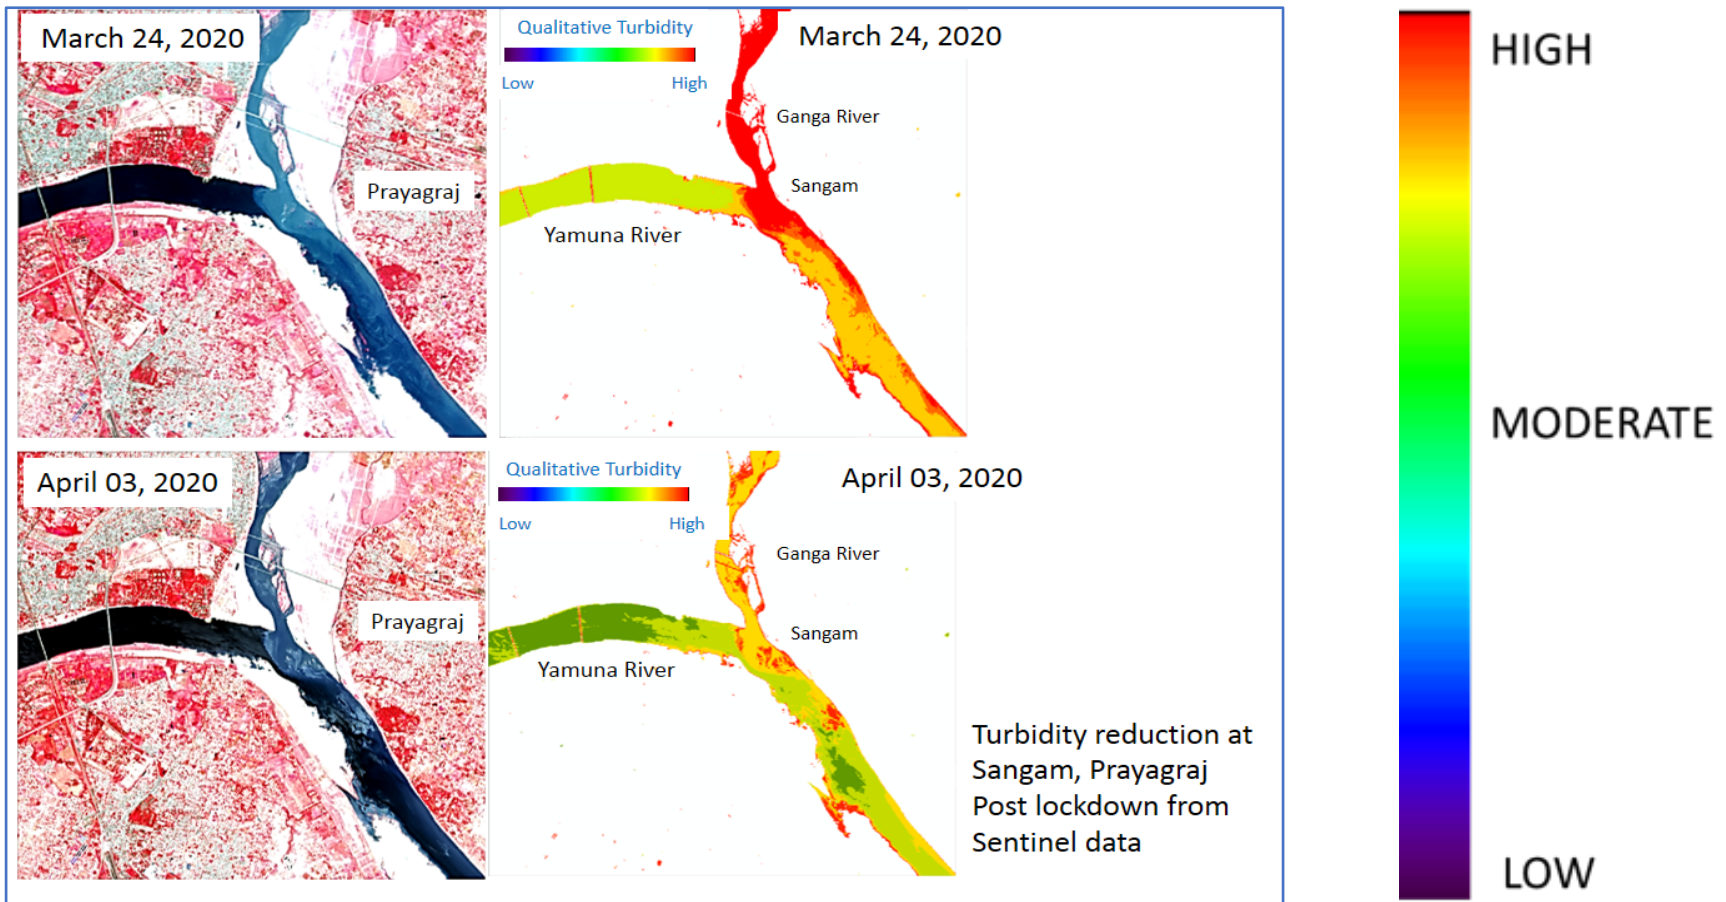 March 24, 2020
Prayagraj
Qualitative Turbidity
Low High
March 24, 2020
Ganga River
Sangam
Yamuna River
April 03, 2020
Prayagraj
Qualitative Turbidity
Low High
April 03, 2020
Ganga River
Sangam
Yamuna River
Turbidity reduction at
Sangam, Prayagraj
Post lockdown from
Sentinel data
HIGH
MODERATE
LOW